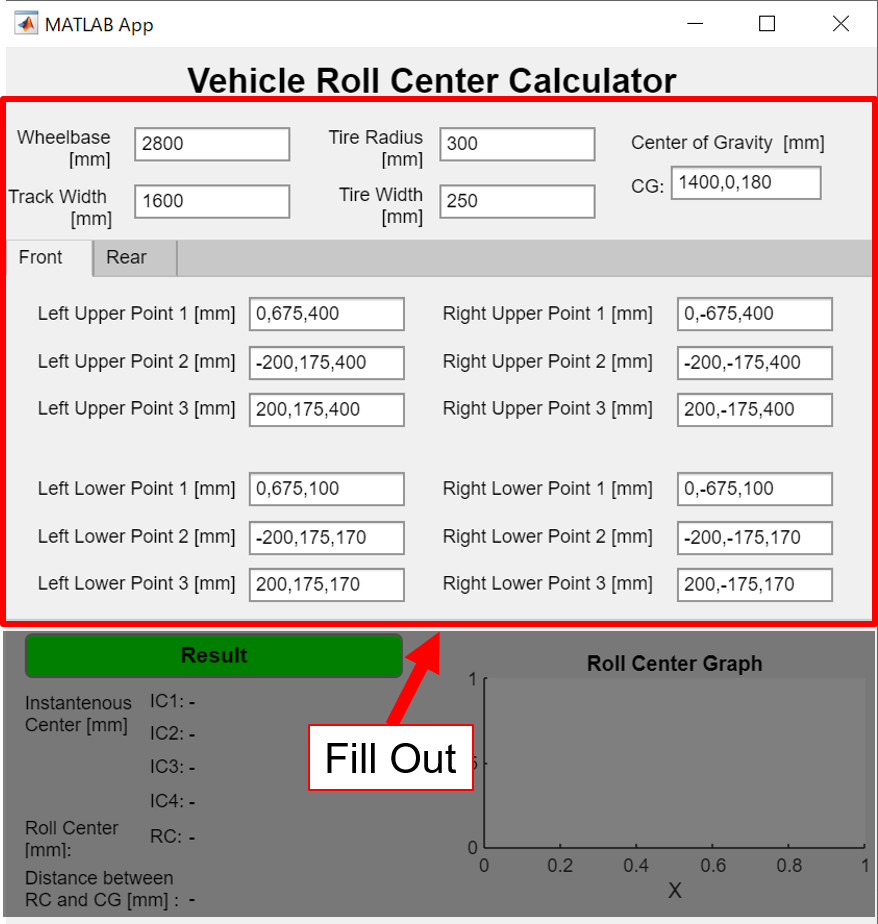 MATLAB App
Vehicle Roll Center Calculator
Wheelbase [mm] 2800
Tire Radius [mm] 300
Center of Gravity [mm]
CG: 1400,0,180
Track Width [mm] 1600
Tire Width [mm] 250
Front Rear
Left Upper Point 1 [mm] 0,675,400 Right Upper Point 1 [mm] 0,-675,400
Left Upper Point 2 [mm] -200,175,400 Right Upper Point 2 [mm] -200,-175,400
Left Upper Point 3 [mm] 200,175,400 Right Upper Point 3 [mm] 200,-175,400
Left Lower Point 1 [mm] 0,675,100 Right Lower Point 1 [mm] 0,-675,100
Left Lower Point 2 [mm] -200,175,170 Right Lower Point 2 [mm] -200,-175,170
Left Lower Point 3 [mm] 200,175,170 Right Lower Point 3 [mm] 200,-175,170
Result
Instantenous
Center [mm]
IC1: -
IC2: -
IC3: -
IC4: -
Roll Center
[mm]:
RC: -
Distance between
RC and CG [mm] : -
Fill Out
Roll Center Graph
1
5
0
0 0.2 0.4 0.6 0.8 1
X